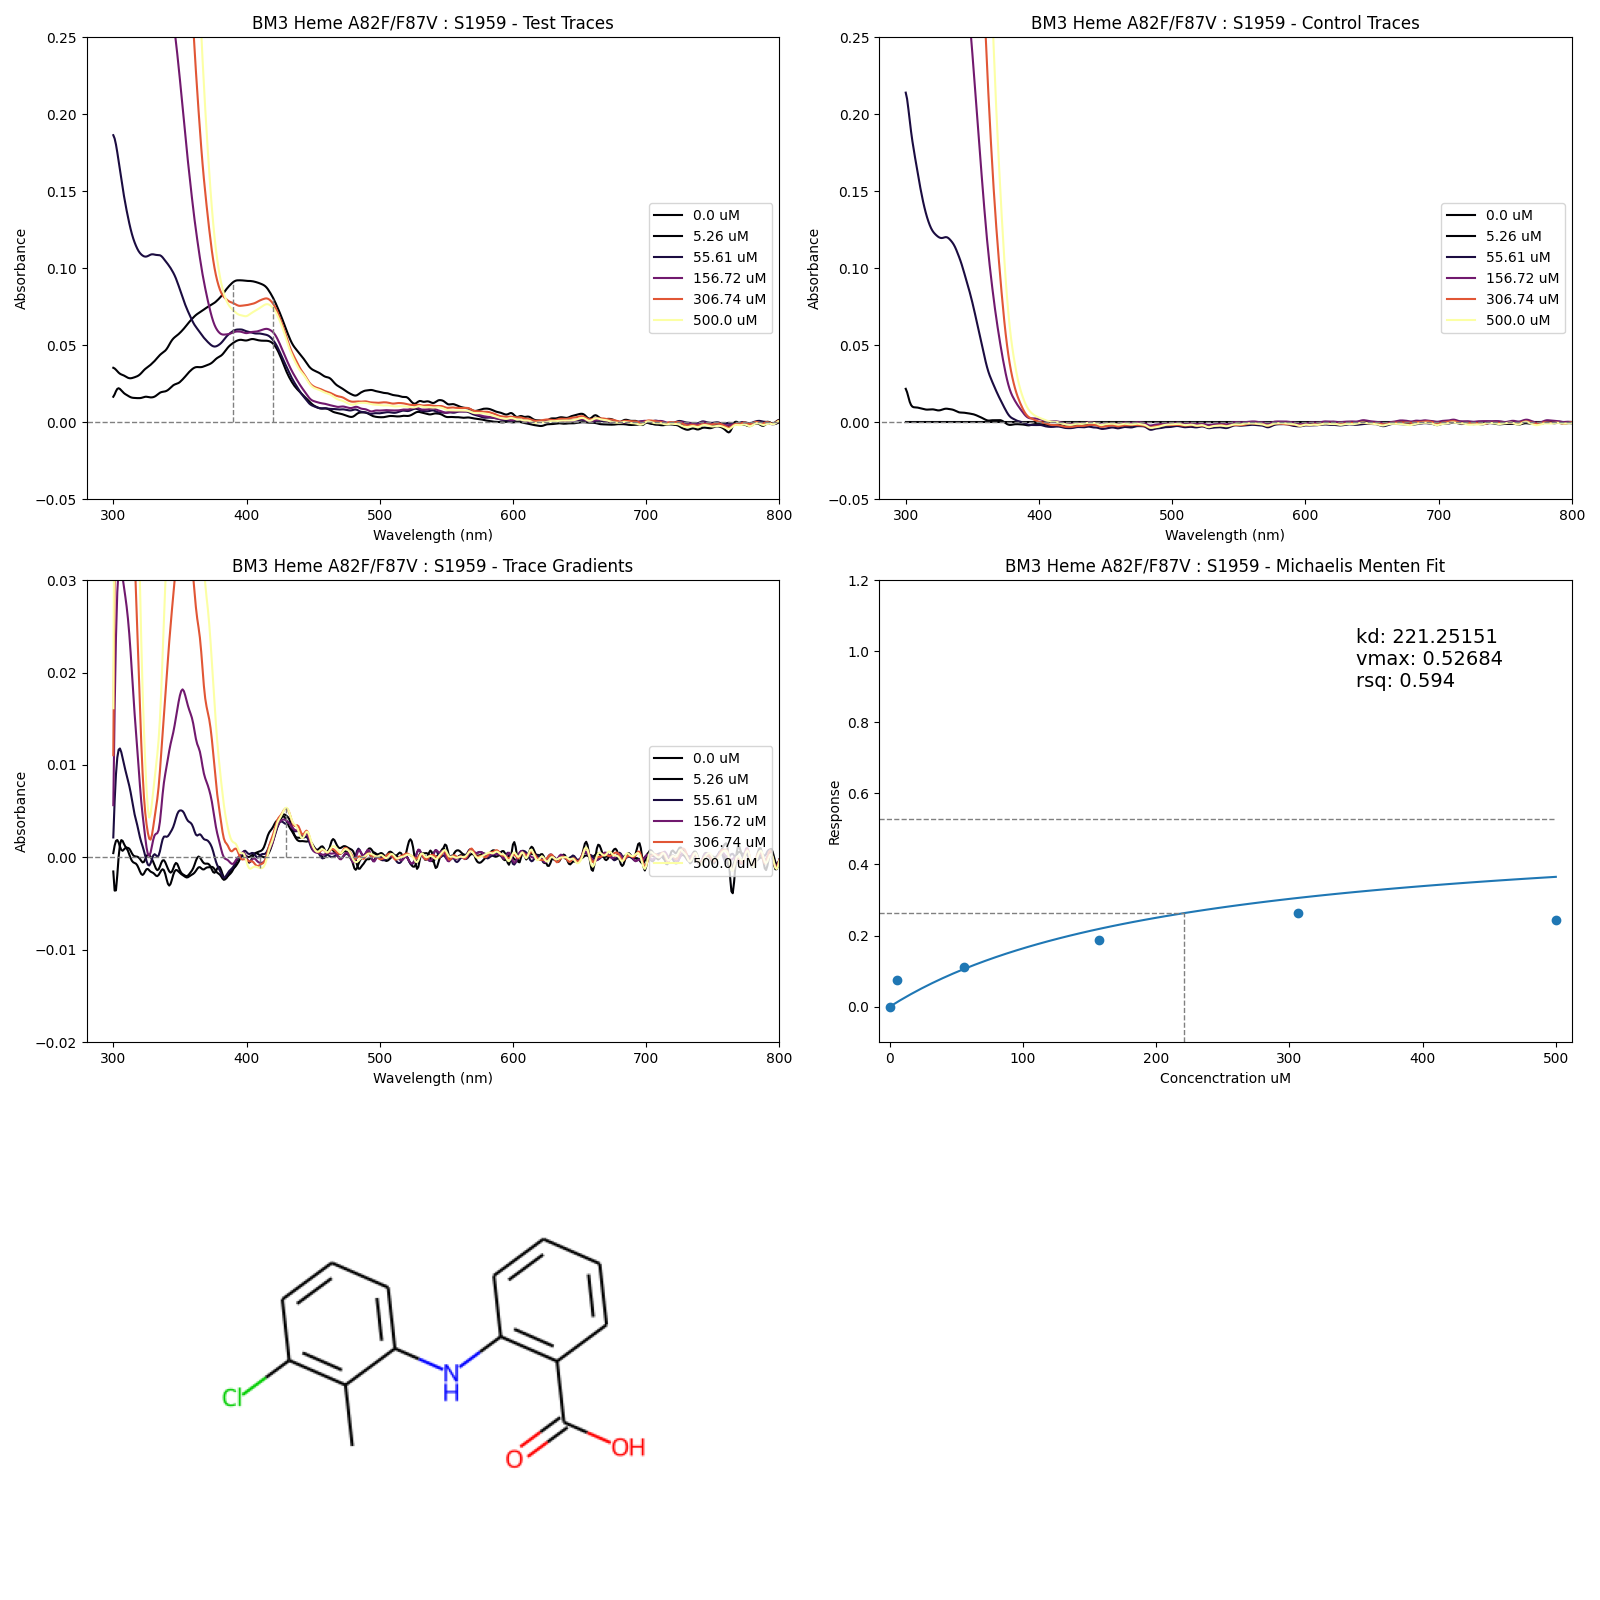 BM3 Heme A82F/F87V : S1959 - Test Traces
0.25
0.20
0.15
0.10
0.05
0.00
−0.05
Absorbance
300 400 500 600 700 800
Wavelength (nm)
0.0 uM
5.26 uM
55.61 uM
156.72 uM
306.74 uM
500.0 uM
BM3 Heme A82F/F87V : S1959 - Control Traces
0.25
0.20
0.15
0.10
0.05
0.00
−0.05
Absorbance
300 400 500 600 700 800
Wavelength (nm)
0.0 uM
5.26 uM
55.61 uM
156.72 uM
306.74 uM
500.0 uM
BM3 Heme A82F/F87V : S1959 - Trace Gradients
0.03
0.02
0.01
0.00
−0.01
−0.02
Absorbance
300 400 500 600 700 800
Wavelength (nm)
0.0 uM
5.26 uM
55.61 uM
156.72 uM
306.74 uM
500.0 uM
BM3 Heme A82F/F87V : S1959 - Michaelis Menten Fit
1.2
1.0
0.8
0.6
0.4
0.2
0.0
Response
0 100 200 300 400 500
Concenctration uM
kd: 221.25151
vmax: 0.52684
rsq: 0.594
Cl
N
H
O
OH